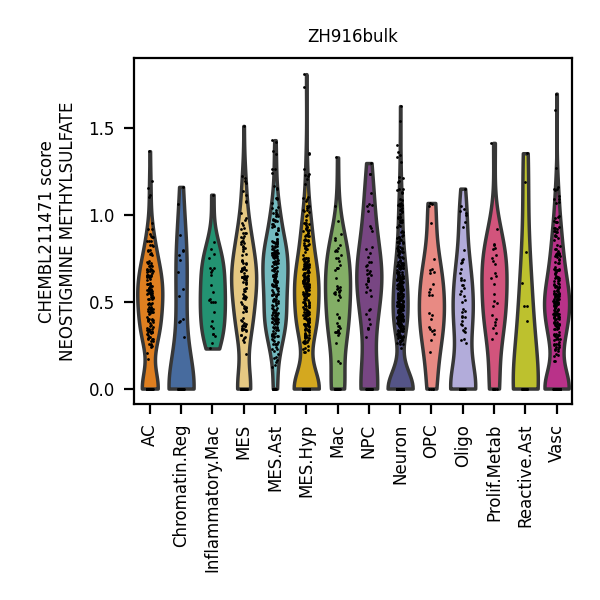 ZH916bulk
CHEMBL211471 score
NEOSTIGMINE METHYLSULFATE
1.5
1.0
0.5
0.0
AC
Chromatin.Reg
Inflammatory.Mac
MES
MES.Ast
MES.Hyp
Mac
NPC
Neuron
OPC
Oligo
Prolif.Metab
Reactive.Ast
Vasc